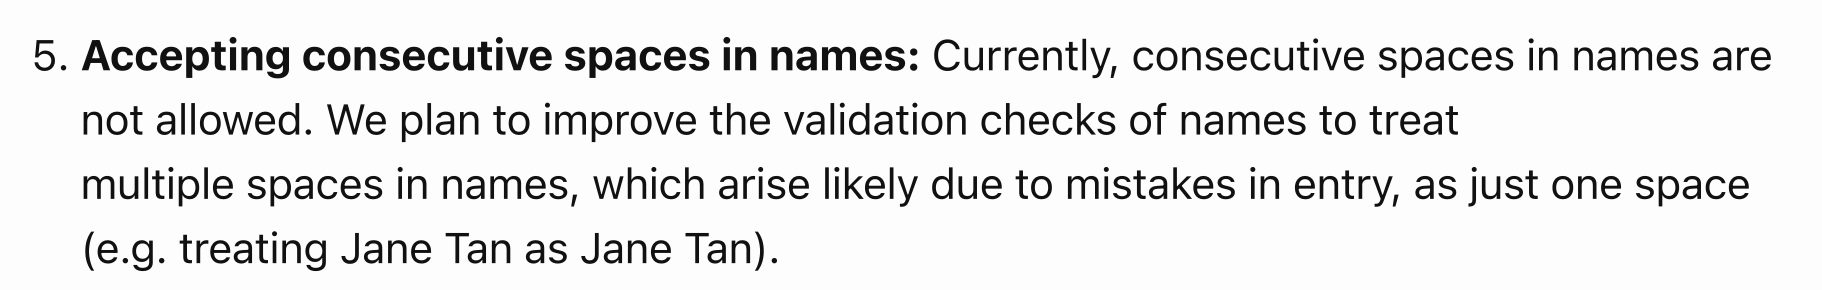 5. Accepting consecutive spaces in names: Currently, consecutive spaces in names are
not allowed. We plan to improve the validation checks of names to treat
multiple spaces in names, which arise likely due to mistakes in entry, as just one space
(e.g. treating Jane Tan as Jane Tan).